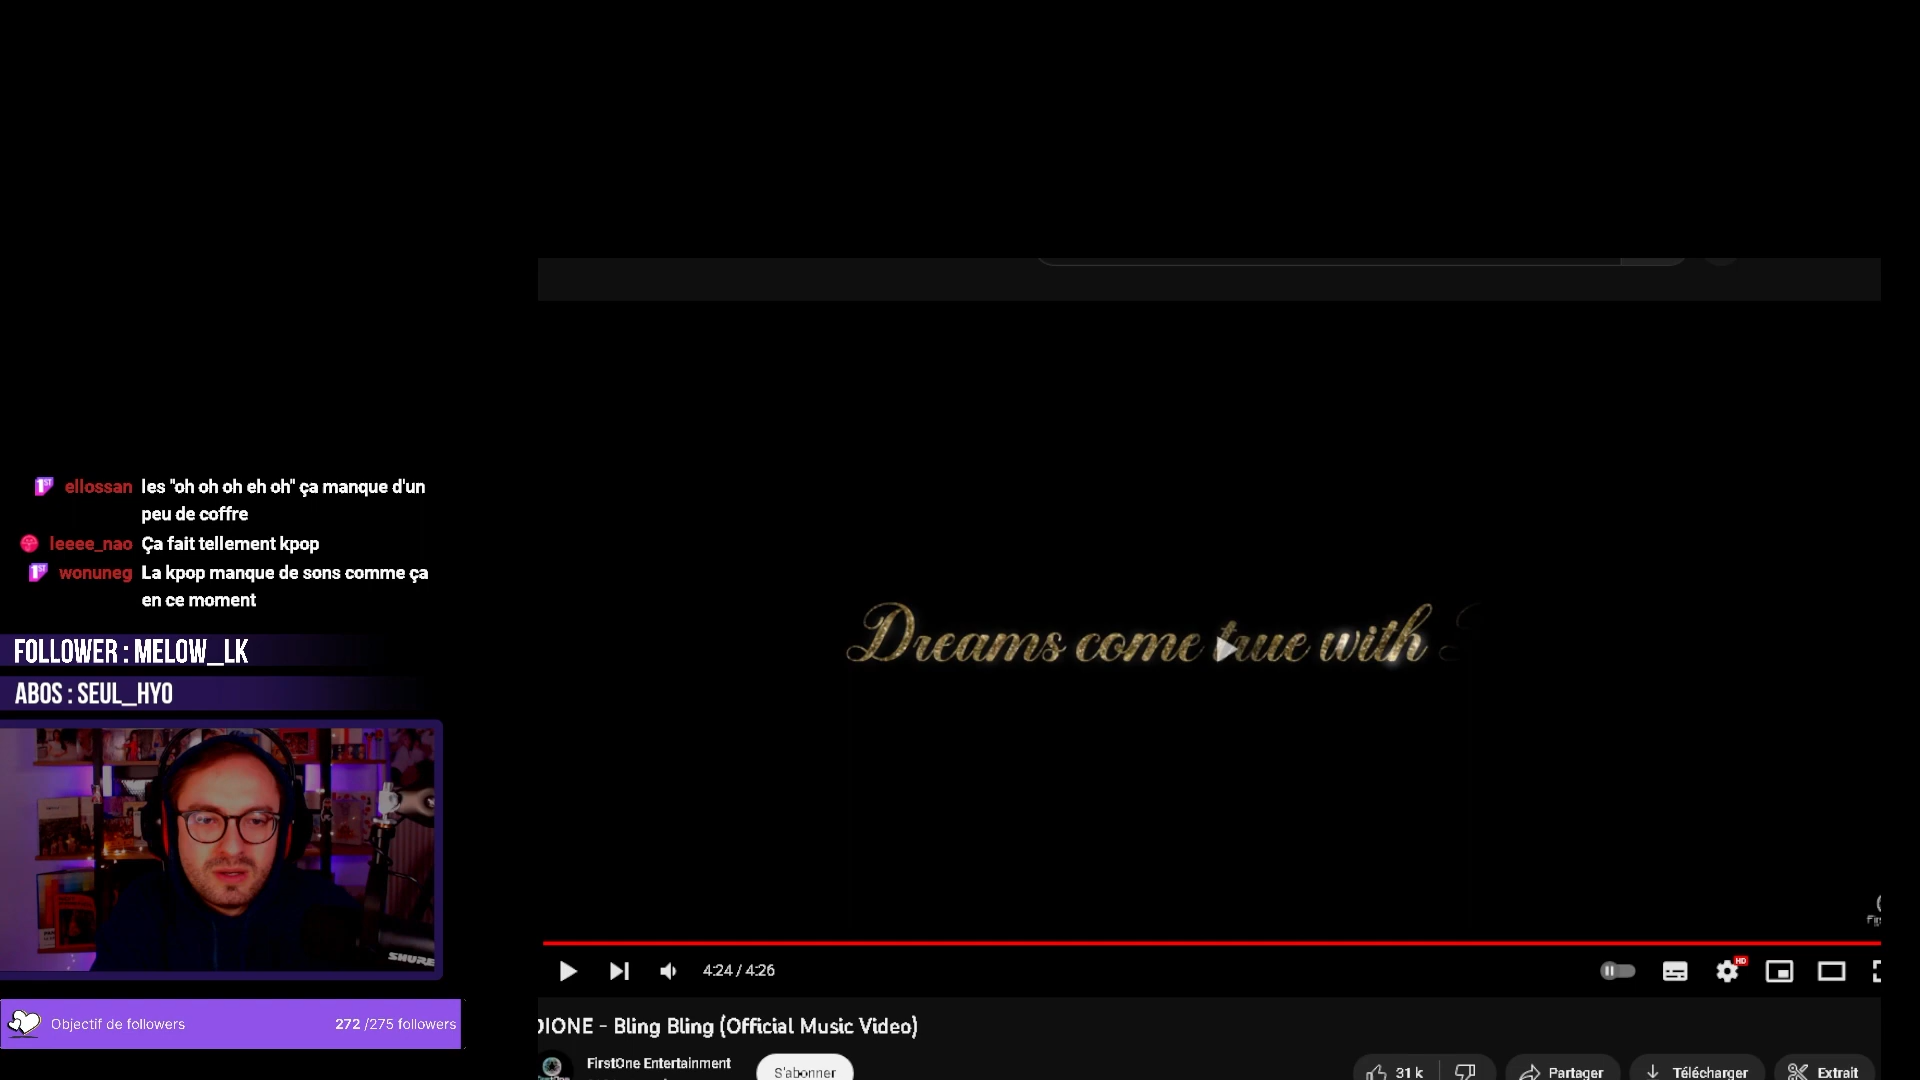 ellossan les "oh oh oh eh oh" ça manque d'un
peu de coffre
leeee_nao Ça fait tellement kpop
wonuneg La kpop manque de sons comme ça
en ce moment
FOLLOWER : MELOW_LK
ABOS : SEUL_HYO
SHURE
Objectif de followers 272 /275 followers
Dreams come true with
4:24 / 4:26
HD
DIONE - Bling Bling (Official Music Video)
FirstOne Entertainment
S'abonner
31 k
Partager
Télécharger
Extrait